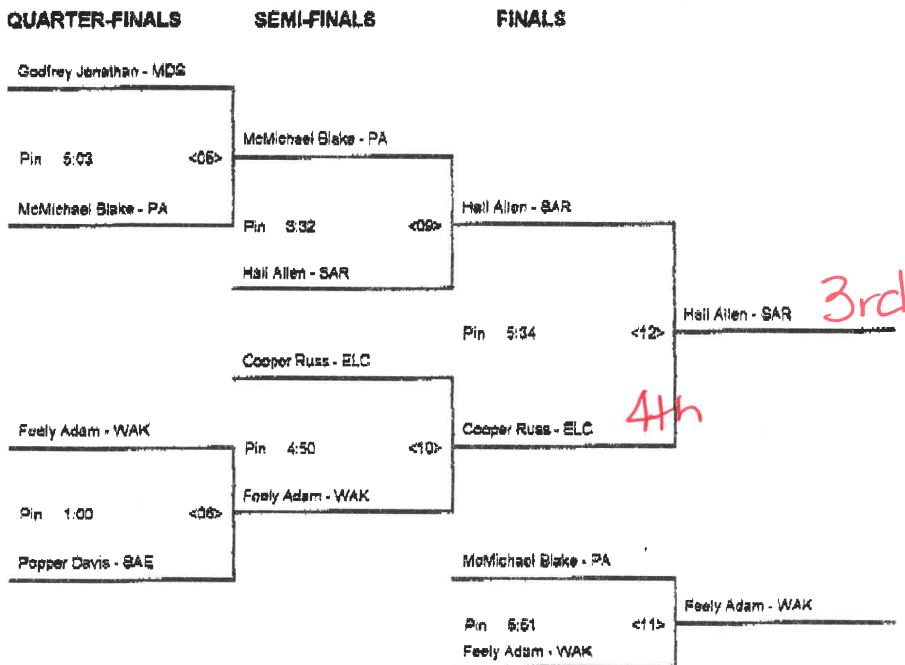 QUARTER-FINALS SEMI-FINALS FINALS
Godfrey Jonathan - MDS
McMichael Blake - PA
Pin 5:03 <05>
McMichael Blake - PA
Hall Allen - SAR
Pin 3:32 <09>
Hall Allen - SAR
Hall Allen - SAR 3rd
Pin 5:34 <12>
Cooper Russ - ELC
Feely Adam - WAK
Cooper Russ - ELC 4th
Pin 4:50 <10>
Feely Adam - WAK
Pin 1:00 <06>
Popper Davis - SAE
McMichael Blake - PA
Feely Adam - WAK
Pin 5:51 <11>
Feely Adam - WAK